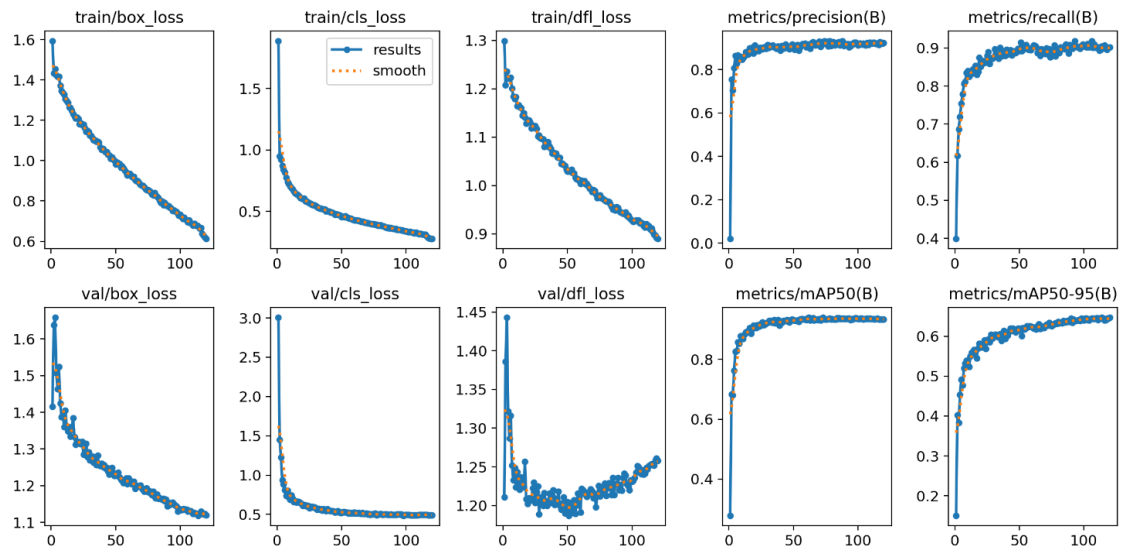 train/box_loss
train/cls_loss
train/dfl_loss
metrics/precision(B)
metrics/recall(B)
1.6
1.4
1.2
1.0
0.8
0.6
0 50 100
results
smooth
1.5
1.0
0.5
0 50 100
1.3
1.2
1.1
1.0
0.9
0 50 100
0.8
0.6
0.4
0.2
0.0
0 50 100
0.9
0.8
0.7
0.6
0.5
0.4
0 50 100
val/box_loss
val/cls_loss
val/dfl_loss
metrics/mAP50(B)
metrics/mAP50-95(B)
1.6
1.5
1.4
1.3
1.2
1.1
0 50 100
3.0
2.5
2.0
1.5
1.0
0.5
0 50 100
1.45
1.40
1.35
1.30
1.25
1.20
0 50 100
0.8
0.6
0.4
0 50 100
0.6
0.5
0.4
0.3
0.2
0 50 100